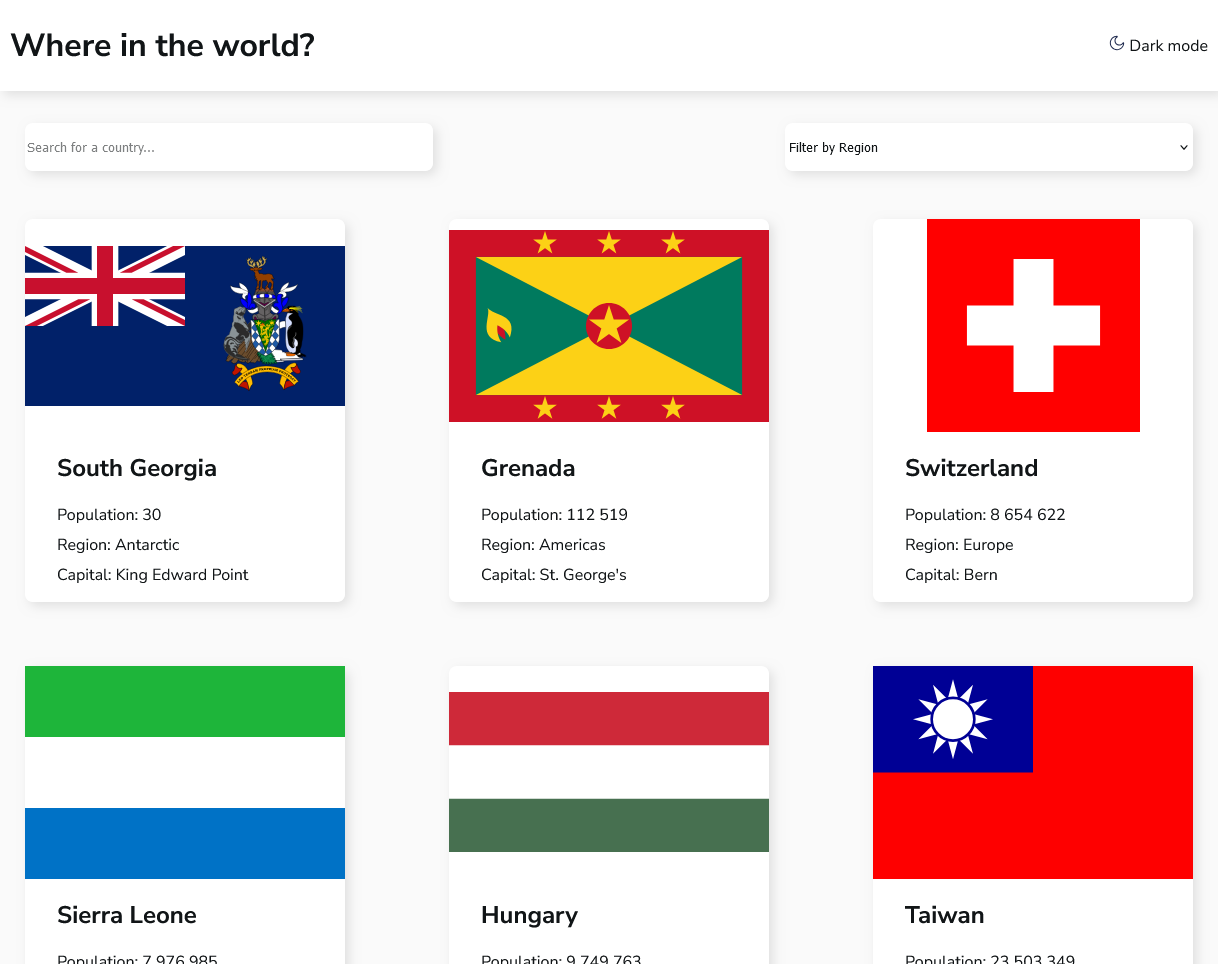 Where in the world?
Dark mode
Search for a country...
Filter by Region
South Georgia
Population: 30
Region: Antarctic
Capital: King Edward Point
Grenada
Population: 112 519
Region: Americas
Capital: St. George's
Switzerland
Population: 8 654 622
Region: Europe
Capital: Bern
Sierra Leone
Population: 7 976 985
Hungary
Population: 9 749 763
Taiwan
Population: 23 503 349